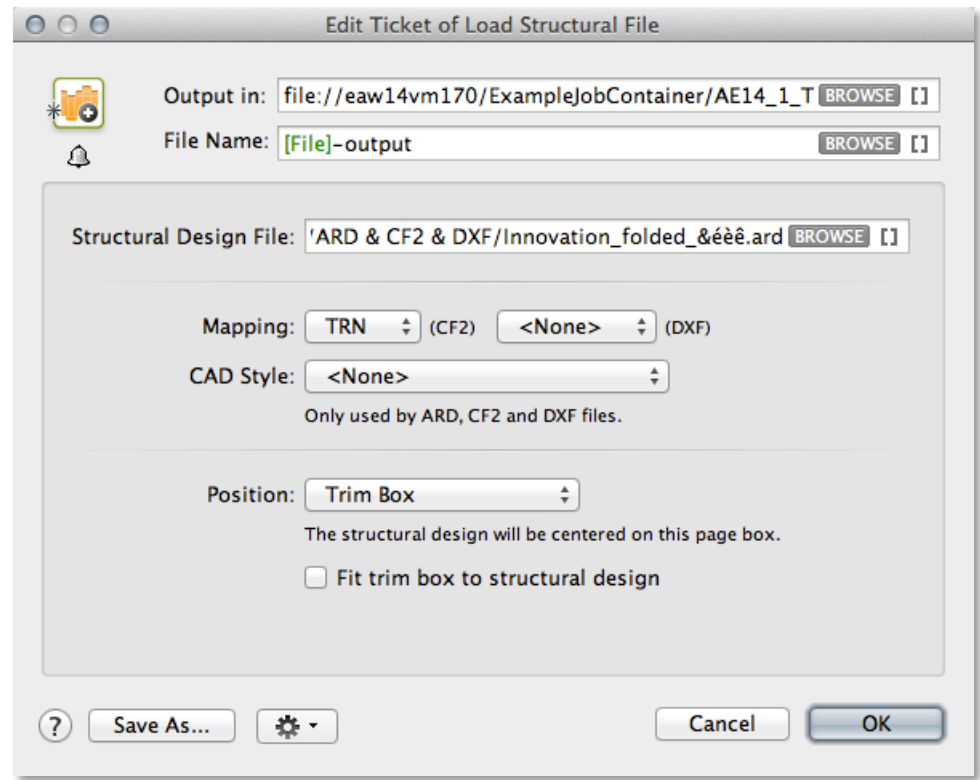 Edit Ticket of Load Structural File
Output in: file://eaw14vm170/ExampleJobContainer/AE14_1_T BROWSE []
File Name: [File]-output BROWSE []
Structural Design File: 'ARD & CF2 & DXF/Innovation_folded_&éèê.ard BROWSE []
Mapping: TRN (CF2) <None> (DXF)
CAD Style: <None>
Only used by ARD, CF2 and DXF files.
Position: Trim Box
The structural design will be centered on this page box.
Fit trim box to structural design
? Save As... Cancel OK